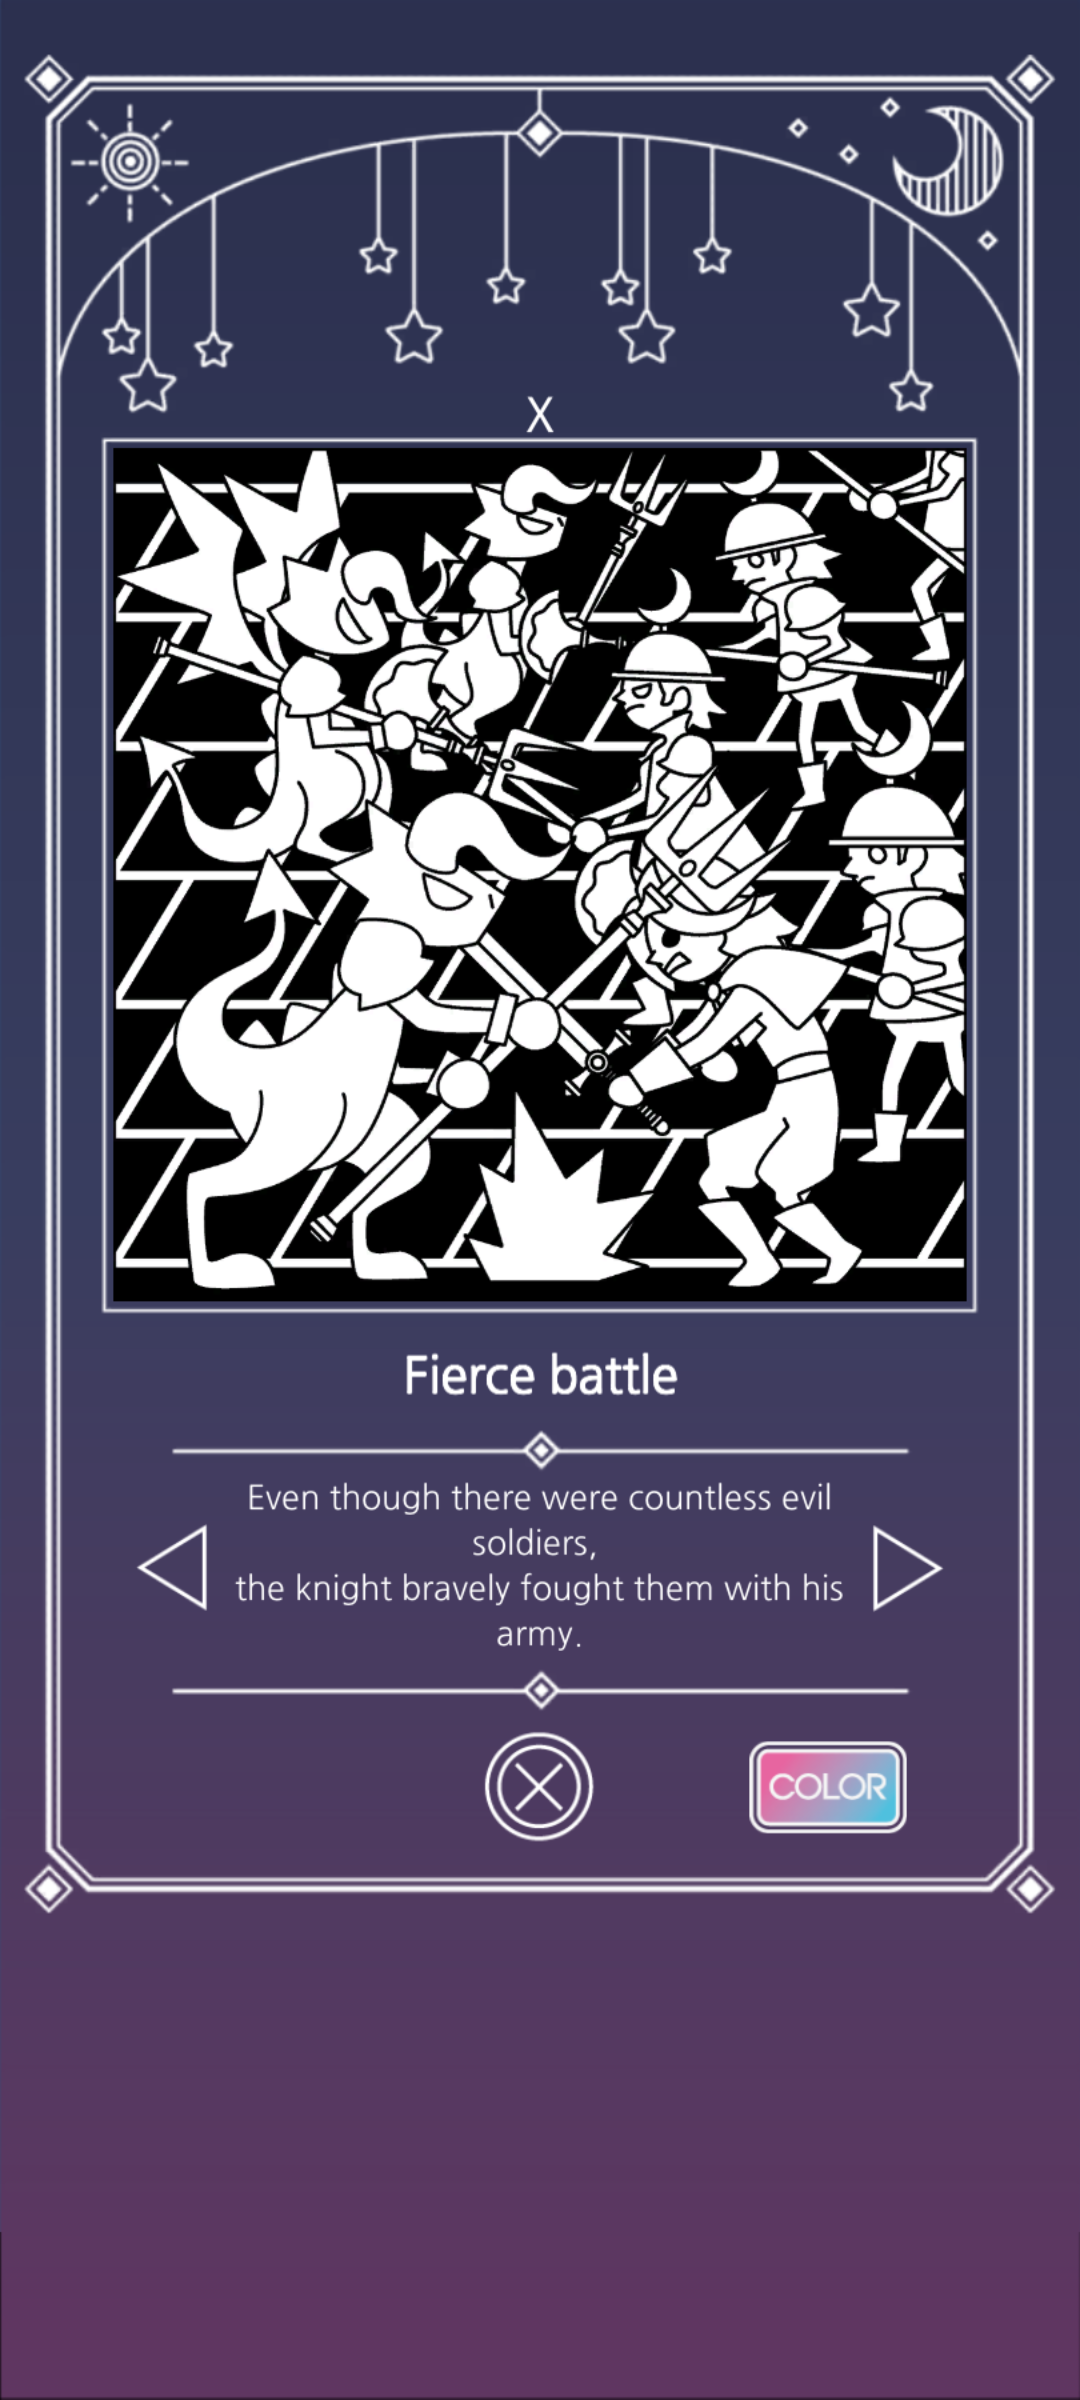 X
Fierce battle
Even though there were countless evil
soldiers,
the knight bravely fought them with his
army.
COLOR